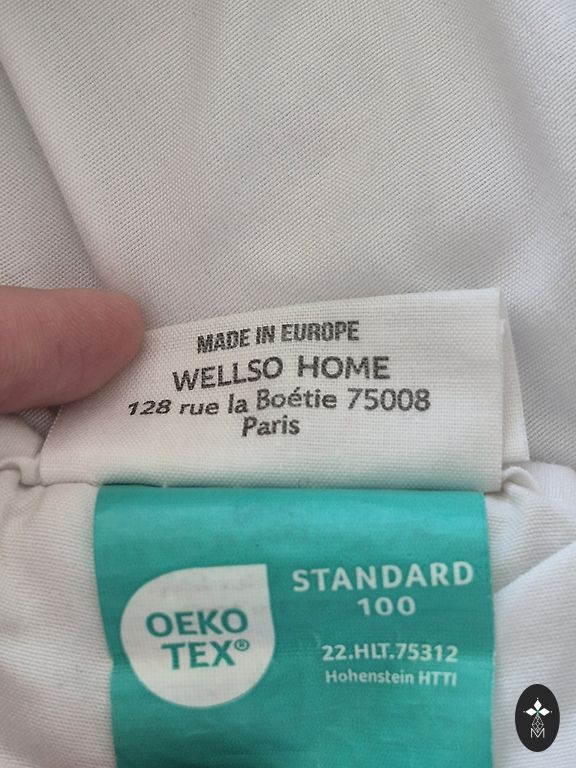 MADE IN EUROPE
WELLSO HOME
128 rue la Boétie 75008
Paris
OEKO
TEX®
STANDARD
100
22.HLT.75312
Hohenstein HTTI
M